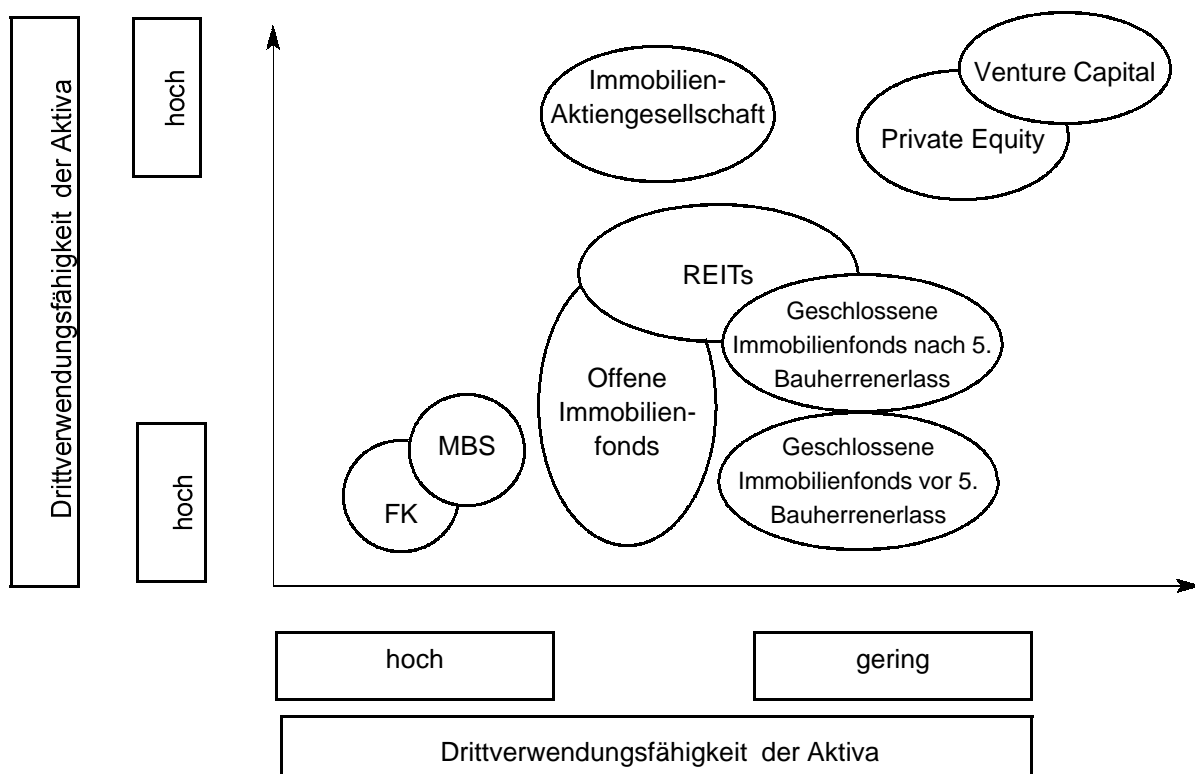 Drittverwendungsfähigkeit der Aktiva
hoch
hoch
Immobilien-
Aktiengesellschaft
Venture Capital
Private Equity
REITs
Geschlossene
Immobilienfonds nach 5.
Bauherrenerlass
Offene
Immobilien-
fonds
MBS
FK
Geschlossene
Immobilienfonds vor 5.
Bauherrenerlass
hoch
gering
Drittverwendungsfähigkeit der Aktiva